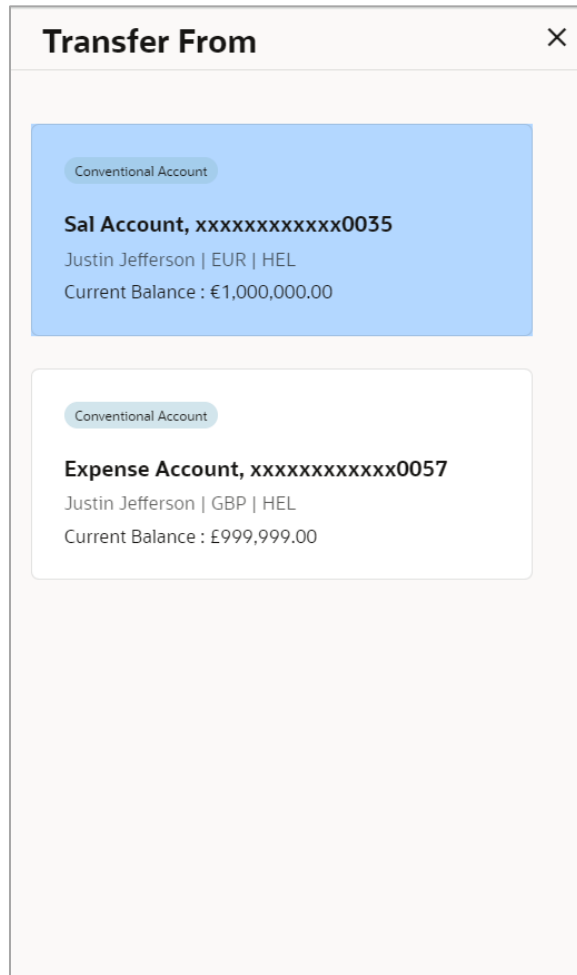 Transfer From
Conventional Account
Sal Account, xxxxxxxxxxxx0035
Justin Jefferson | EUR | HEL
Current Balance : €1,000,000.00
Conventional Account
Expense Account, xxxxxxxxxxxx0057
Justin Jefferson | GBP | HEL
Current Balance : £999,999.00